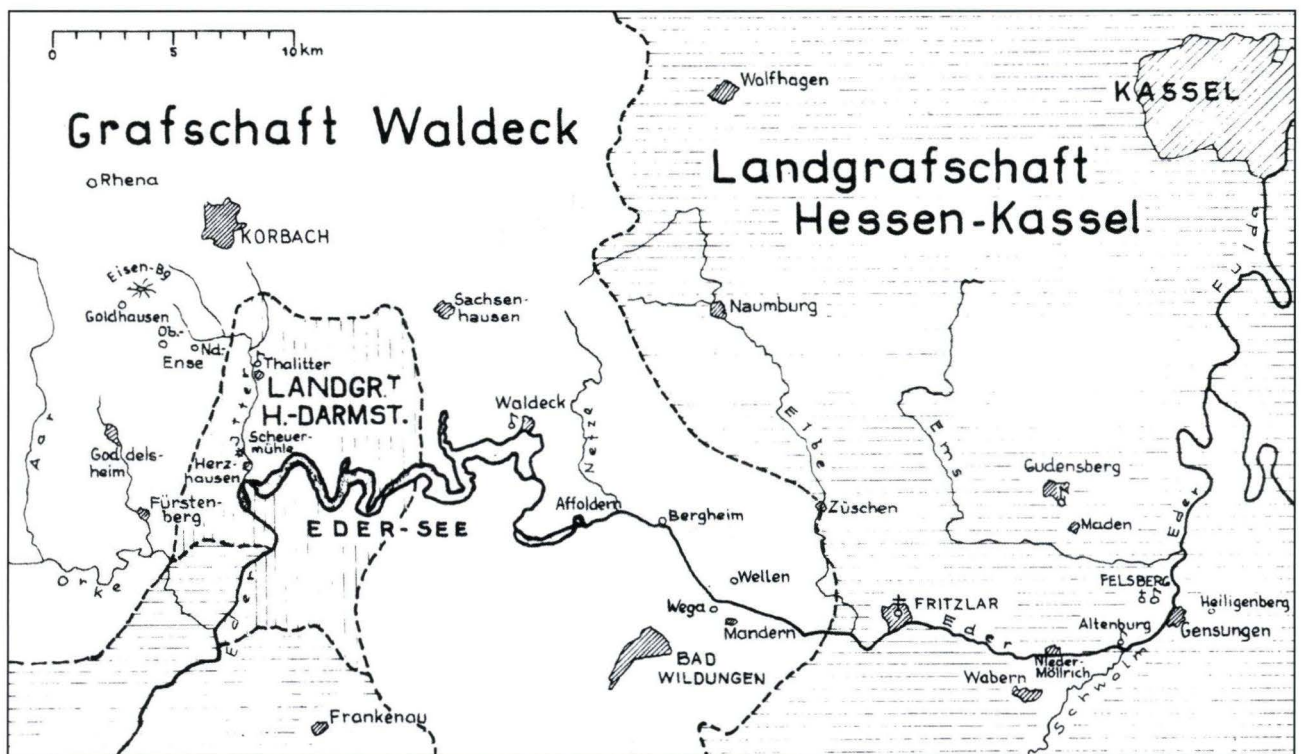 0 5 10 km
Grafschaft Waldeck
Landgrafschaft
Hessen-Kassel
KASSEL
Wolfhagen
Rhena
KORBACH
Eisen-Bg
Goldhausen
Ob.-
Nd-
Ense
Sachsen-
hausen
Naumburg
Fulda
Thalitter
LANDGR.T
H.-DARMST.
Itter
Scheuer-
mühle
Herz-
hausen
Waldeck
Netze
Elbe
Ems
Aar
Goddels-
heim
Fürsten-
berg
EDER-SEE
Affoldern
Bergheim
Züschen
Gudensberg
Maden
Eder
Orke
Eder
Wellen
Wega
Mandern
BAD
WILDUNGEN
FRITZLAR
Eder
FELSBERG
Heiligenberg
Altenburg
Gensungen
Nieder-
Möllrich
Wabern
Schwalm
Frankenau